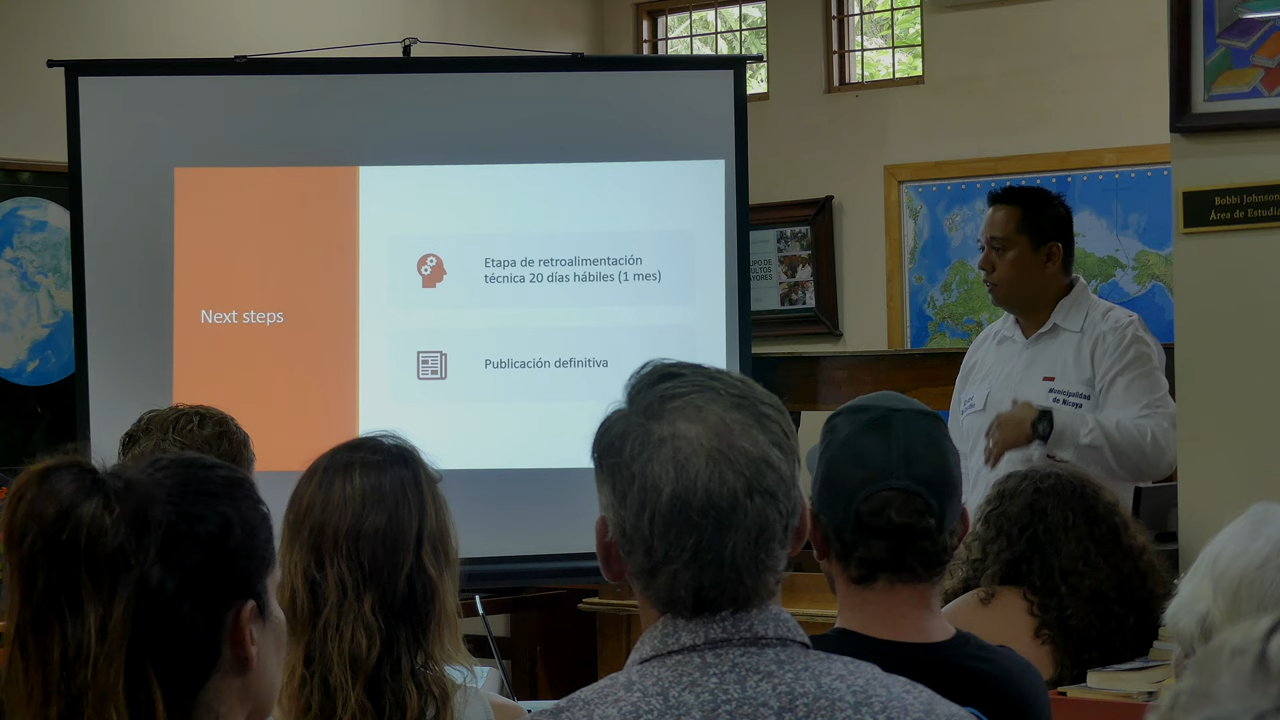 Next steps
Etapa de retroalimentación
técnica 20 días hábiles (1 mes)
Publicación definitiva
Municipalidad
de Nicoya
Bobbi Johnson
Área de